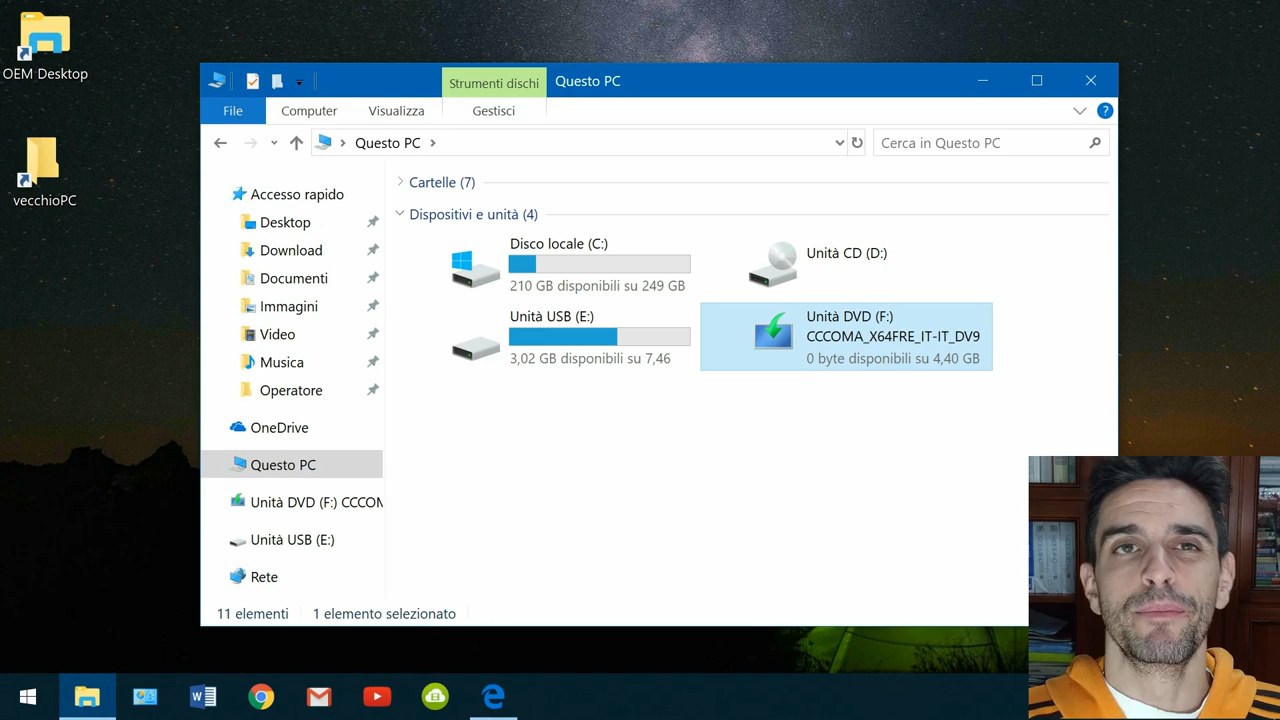 OEM Desktop
vecchioPC
Strumenti dischi
Questo PC
File
Computer
Visualizza
Gestisci
?
Questo PC
Cerca in Questo PC
Accesso rapido
Desktop
Download
Documenti
Immagini
Video
Musica
Operatore
OneDrive
Questo PC
Unità DVD (F:) CCCOM
Unità USB (E:)
Rete
Cartelle (7)
Dispositivi e unità (4)
Disco locale (C:)
210 GB disponibili su 249 GB
Unità CD (D:)
Unità USB (E:)
3,02 GB disponibili su 7,46
Unità DVD (F:)
CCCOMA_X64FRE_IT-IT_DV9
0 byte disponibili su 4,40 GB
11 elementi
1 elemento selezionato